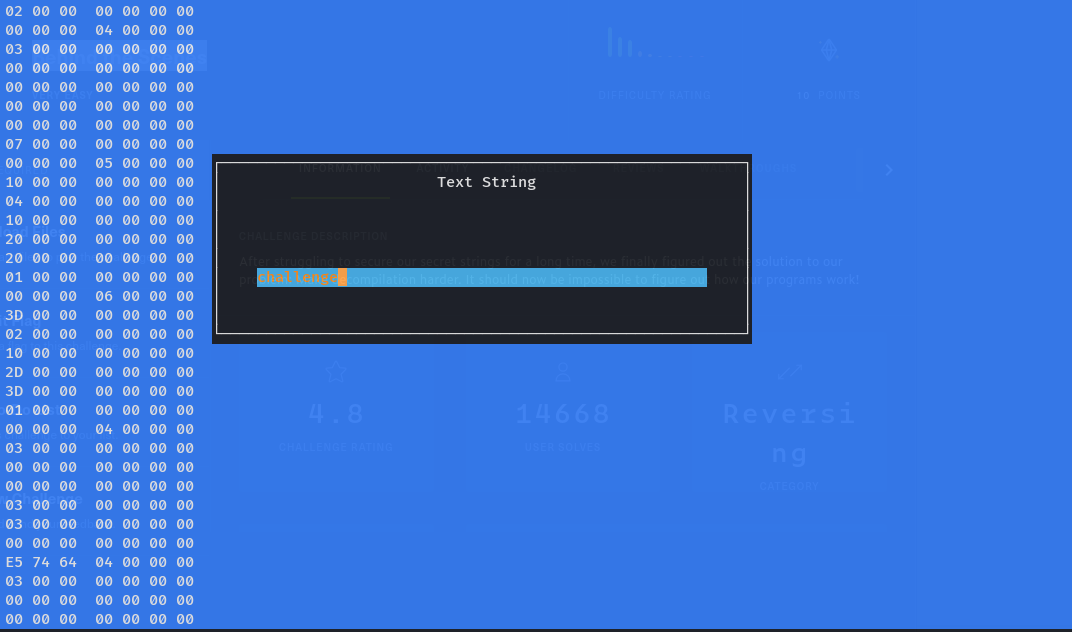 02 00 00  00 00 00 00
00 00 00  04 00 00 00
03 00 00  00 00 00 00
00 00 00  00 00 00 00
00 00 00  00 00 00 00
00 00 00  00 00 00 00
00 00 00  00 00 00 00
07 00 00  00 00 00 00
00 00 00  05 00 00 00
10 00 00  00 00 00 00
04 00 00  00 00 00 00
10 00 00  00 00 00 00
20 00 00  00 00 00 00
20 00 00  00 00 00 00
01 00 00  00 00 00 00
00 00 00  06 00 00 00
3D 00 00  00 00 00 00
02 00 00  00 00 00 00
10 00 00  00 00 00 00
2D 00 00  00 00 00 00
3D 00 00  00 00 00 00
01 00 00  00 00 00 00
00 00 00  04 00 00 00
03 00 00  00 00 00 00
00 00 00  00 00 00 00
00 00 00  00 00 00 00
03 00 00  00 00 00 00
03 00 00  00 00 00 00
00 00 00  00 00 00 00
E5 74 64  04 00 00 00
03 00 00  00 00 00 00
00 00 00  00 00 00 00
00 00 00  00 00 00 00
DIFFICULTY RATING
POINTS
INFORMATION
Text String
CHALLENGE DESCRIPTION
After struggling to secure our secret strings for a long time, we finally figured out the solution to our
challenge
compilation harder. It should now be impossible to figure out how our programs work!
4.8
CHALLENGE RATING
14668
USER SOLVES
Reversi
ng
CATEGORY